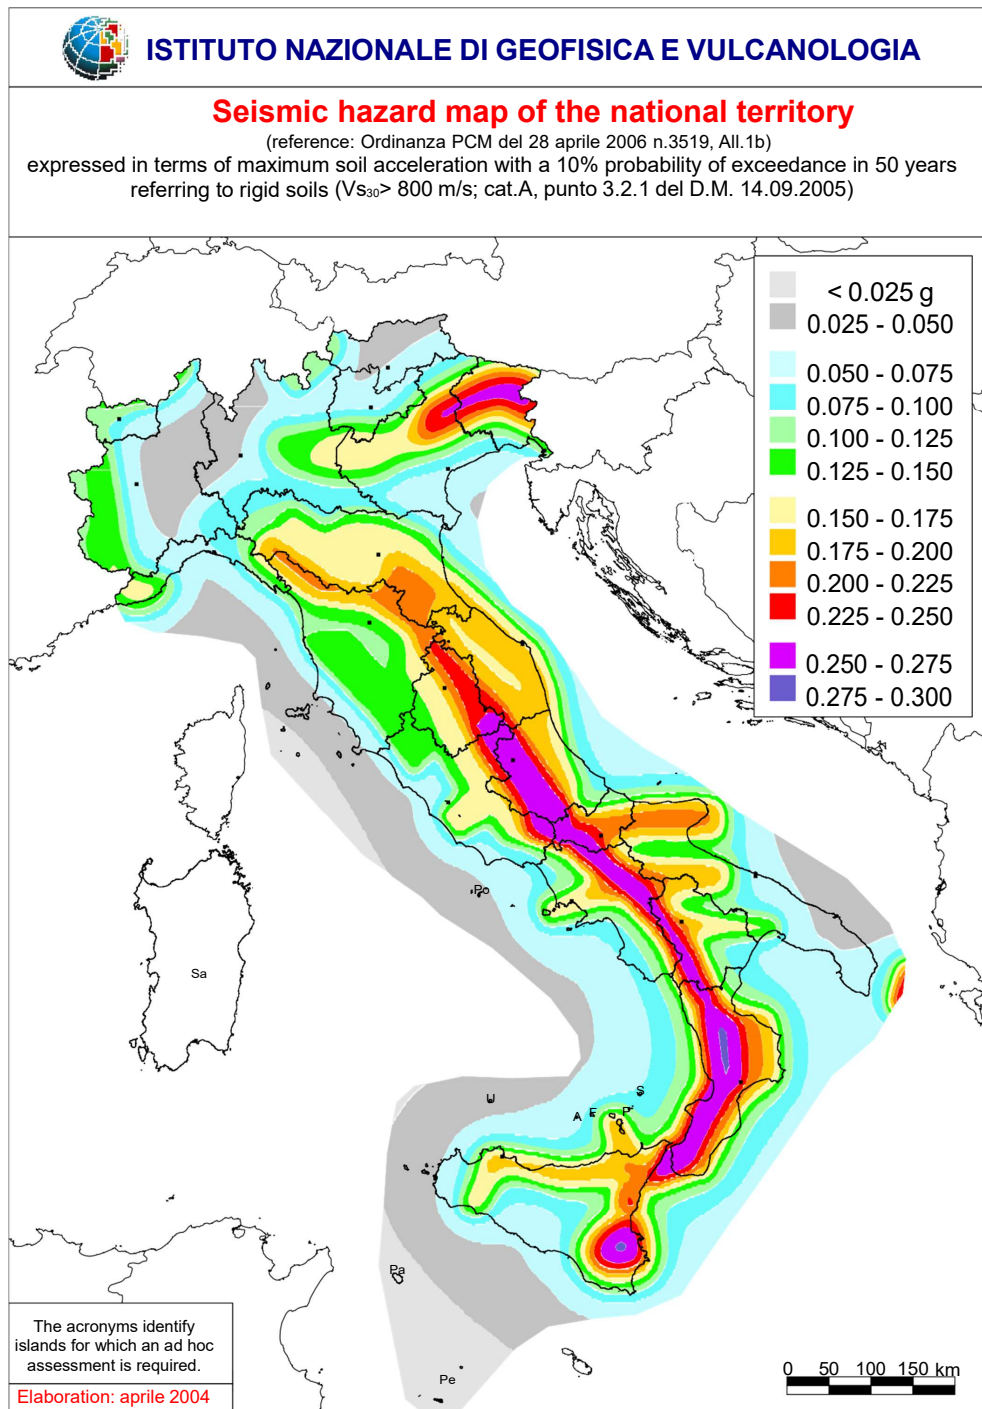 ISTITUTO NAZIONALE DI GEOFISICA E VULCANOLOGIA
Seismic hazard map of the national territory
(reference: Ordinanza PCM del 28 aprile 2006 n.3519, All.1b)
expressed in terms of maximum soil acceleration with a 10% probability of exceedance in 50 years
referring to rigid soils (Vs₃₀> 800 m/s; cat.A, punto 3.2.1 del D.M. 14.09.2005)
< 0.025 g
0.025 - 0.050
0.050 - 0.075
0.075 - 0.100
0.100 - 0.125
0.125 - 0.150
0.150 - 0.175
0.175 - 0.200
0.200 - 0.225
0.225 - 0.250
0.250 - 0.275
0.275 - 0.300
Po
Sa
U
A
F
P
S
Pa
Pe
The acronyms identify
islands for which an ad hoc
assessment is required.
Elaboration: aprile 2004
0 50 100 150 km